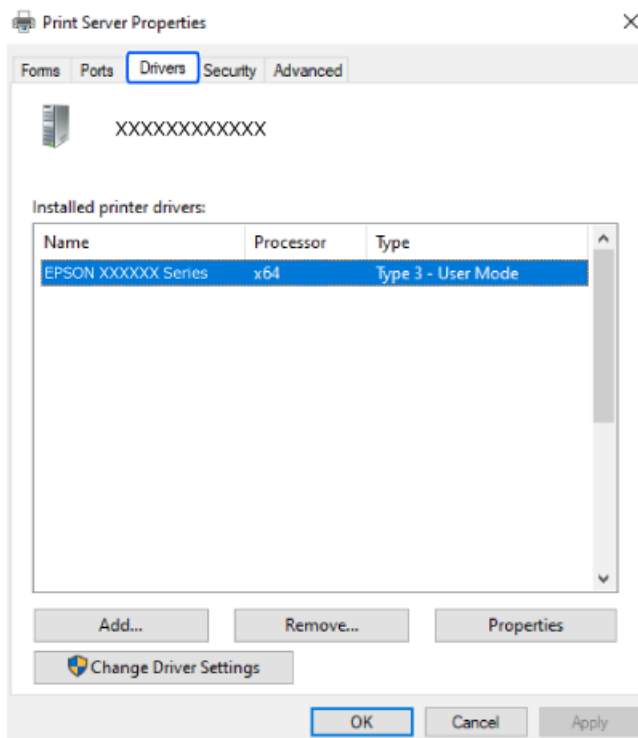 Print Server Properties
Forms Ports Drivers Security Advanced
XXXXXXXXXXXX
Installed printer drivers:
Name Processor Type
EPSON XXXXXX Series x64 Type 3 - User Mode
Add... Remove... Properties
Change Driver Settings
OK Cancel Apply